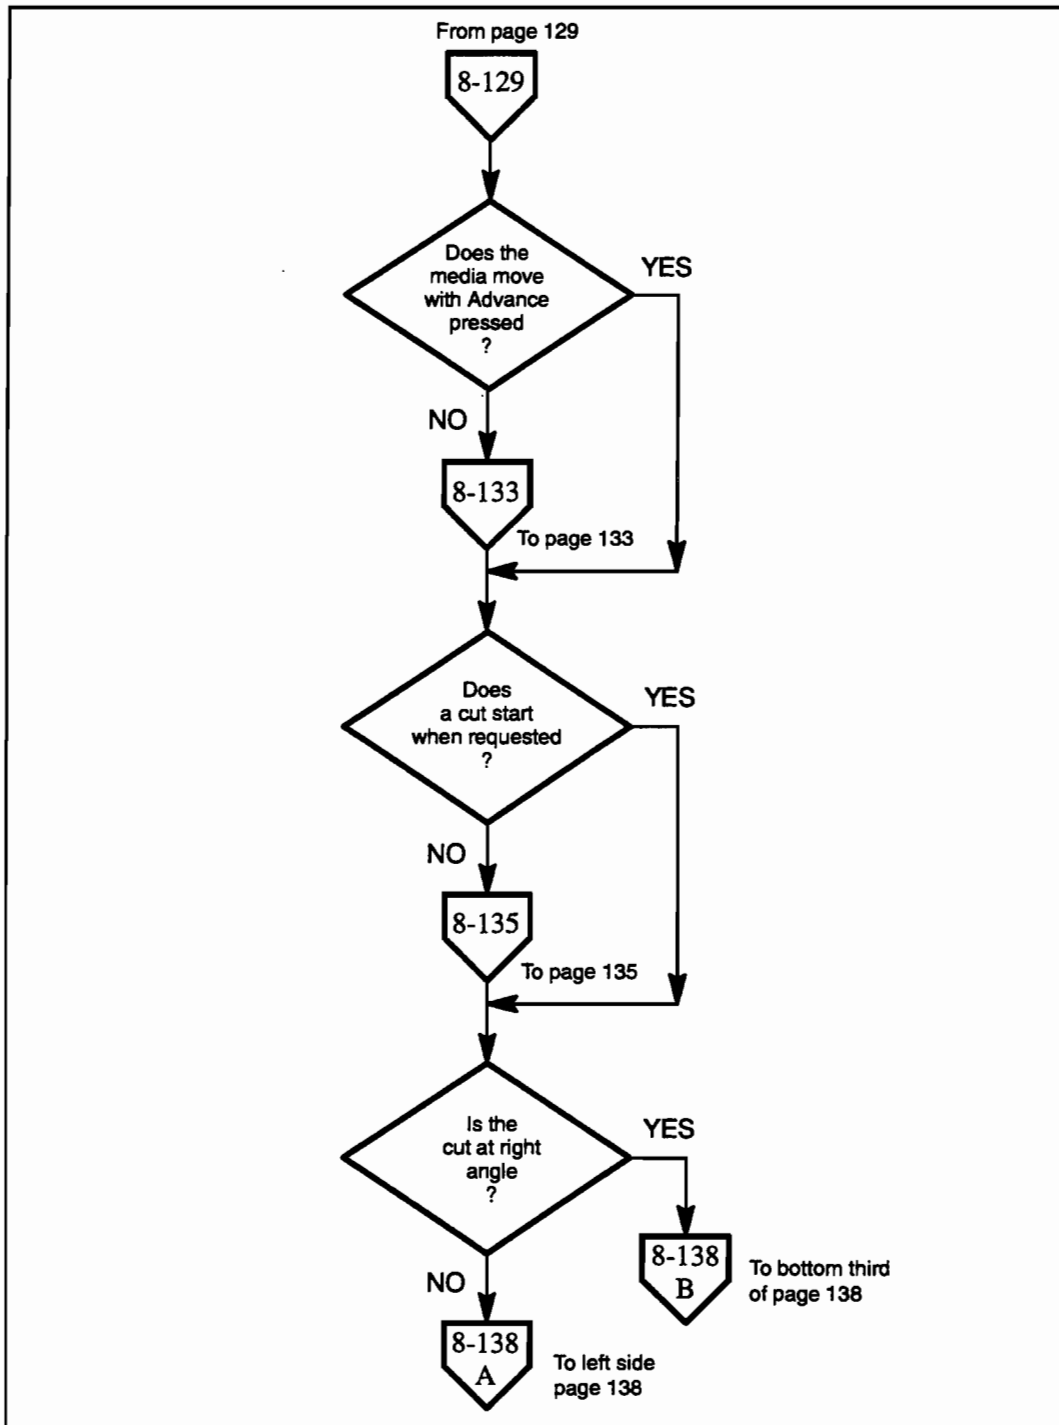 From page 129
8-129
Does the
media move
with Advance
pressed
?
YES
NO
8-133
To page 133
Does
a cut start
when requested
?
YES
NO
8-135
To page 135
Is the
cut at right
angle
?
YES
8-138
B
To bottom third
of page 138
NO
8-138
A
To left side
page 138